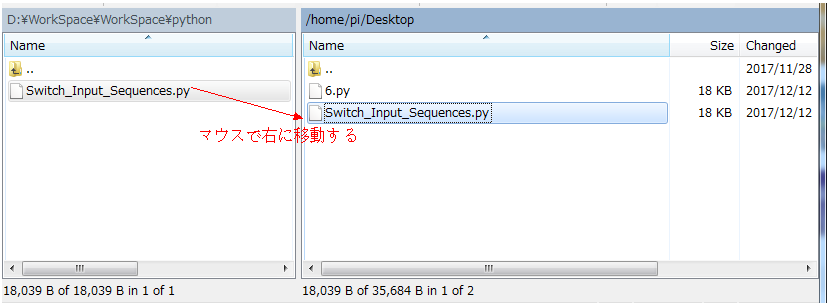 D:¥WorkSpace¥WorkSpace¥python
Name
..
Switch_Input_Sequences.py
18,039 B of 18,039 B in 1 of 1
/home/pi/Desktop
Name Size Changed
.. 2017/11/28
6.py 18 KB 2017/12/12
Switch_Input_Sequences.py 18 KB 2017/12/12
マウスで右に移動する
18,039 B of 35,684 B in 1 of 2